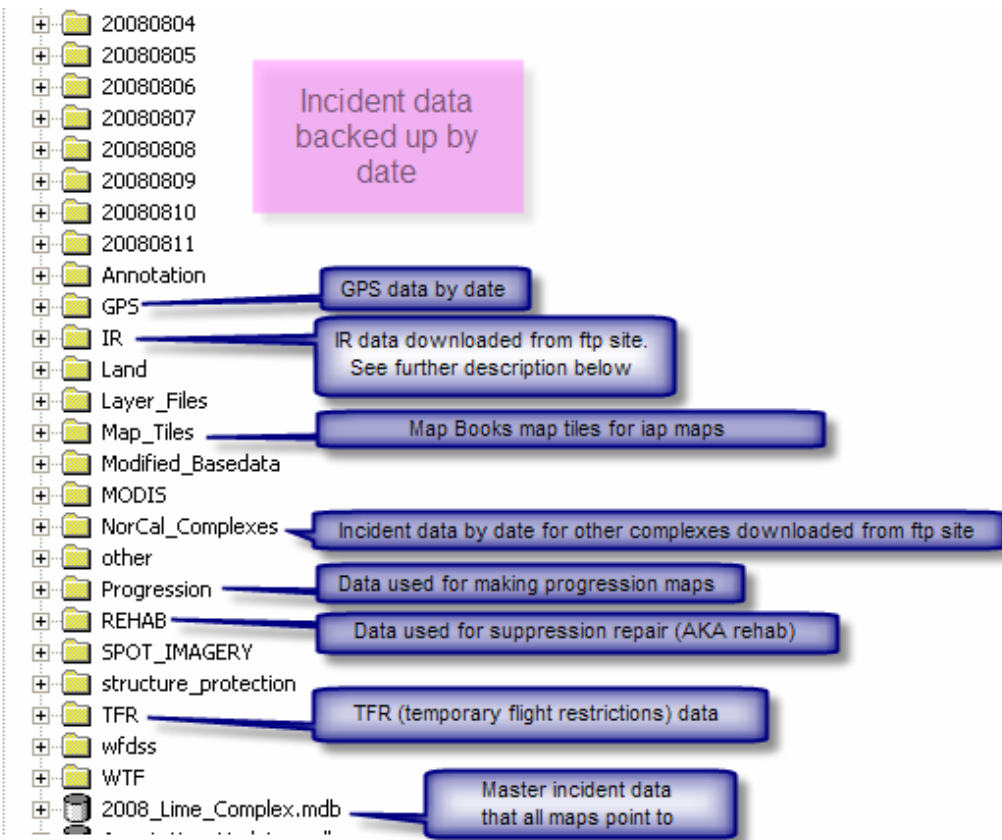 20080804
20080805
20080806
20080807
20080808
20080809
20080810
20080811
Incident data
backed up by
date
Annotation
GPS
GPS data by date
IR
IR data downloaded from ftp site.
See further description below
Land
Layer_Files
Map_Tiles
Map Books map tiles for iap maps
Modified_Basedata
MODIS
NorCal_Complexes
Incident data by date for other complexes downloaded from ftp site
other
Progression
Data used for making progression maps
REHAB
Data used for suppression repair (AKA rehab)
SPOT_IMAGERY
structure_protection
TFR
TFR (temporary flight restrictions) data
wfdss
WTF
2008_Lime_Complex.mdb
Master incident data
that all maps point to